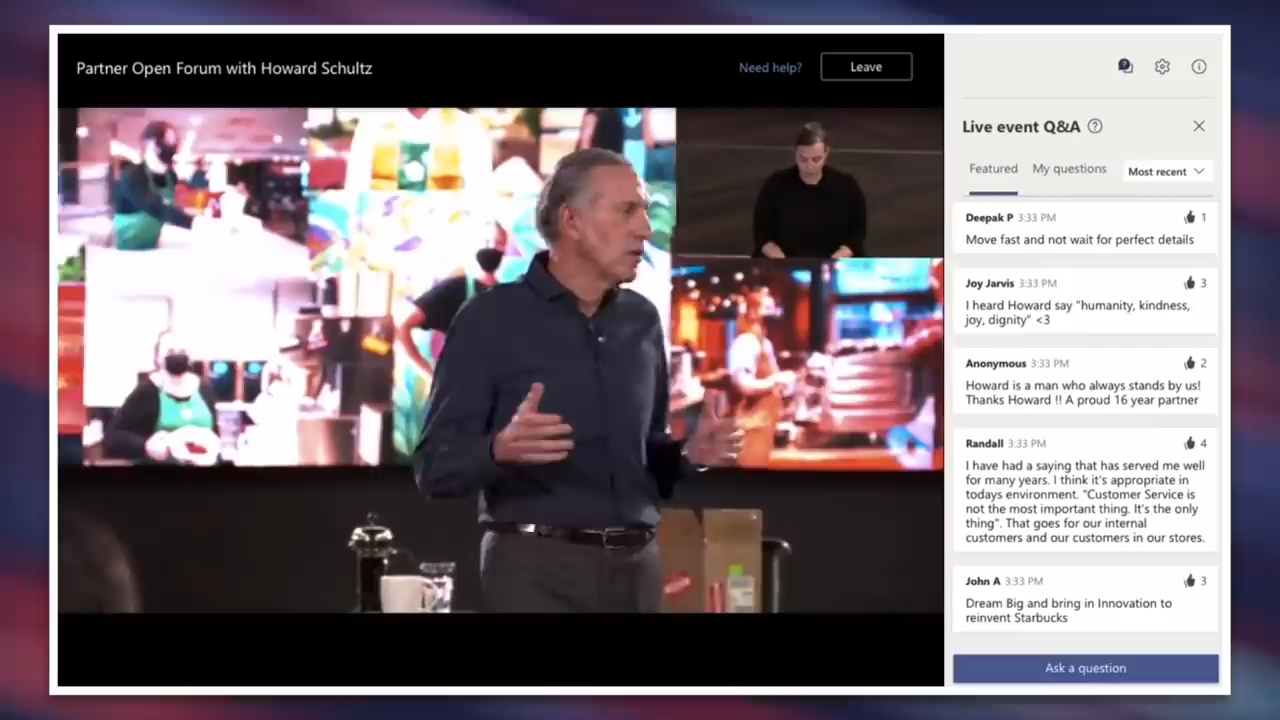 Partner Open Forum with Howard Schultz
Need help?
Leave
Live event Q&A
Featured
My questions
Most recent
Deepak P 3:33 PM
1
Move fast and not wait for perfect details
Joy Jarvis 3:33 PM
3
I heard Howard say "humanity, kindness,
joy, dignity" <3
Anonymous 3:33 PM
2
Howard is a man who always stands by us!
Thanks Howard !! A proud 16 year partner
Randall 3:33 PM
4
I have had a saying that has served me well
for many years. I think it's appropriate in
todays environment. "Customer Service is
not the most important thing. It's the only
thing". That goes for our internal
customers and our customers in our stores.
John A 3:33 PM
3
Dream Big and bring in Innovation to
reinvent Starbucks
Ask a question